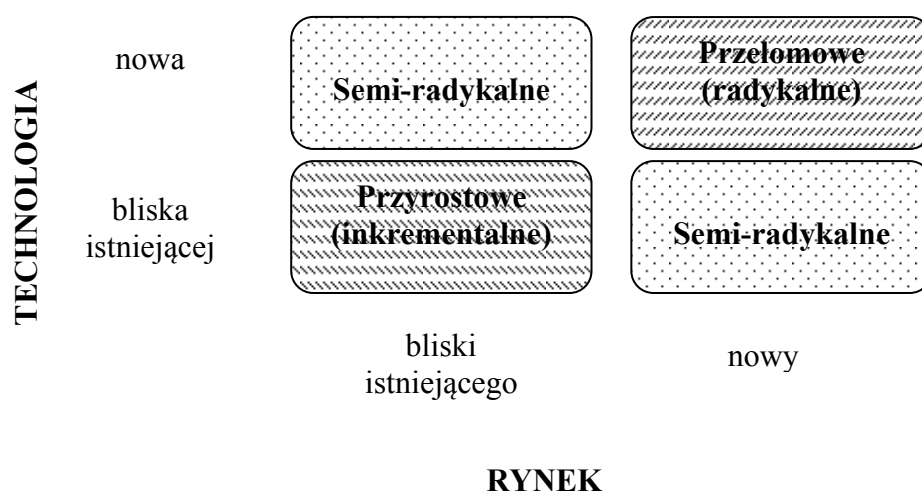 TECHNOLOGIA
nowa
Semi-radykalne
Przełomowe
(radykalne)
bliska
istniejącej
Przyrostowe
(inkrementalne)
Semi-radykalne
bliski
istniejącego
nowy
RYNEK